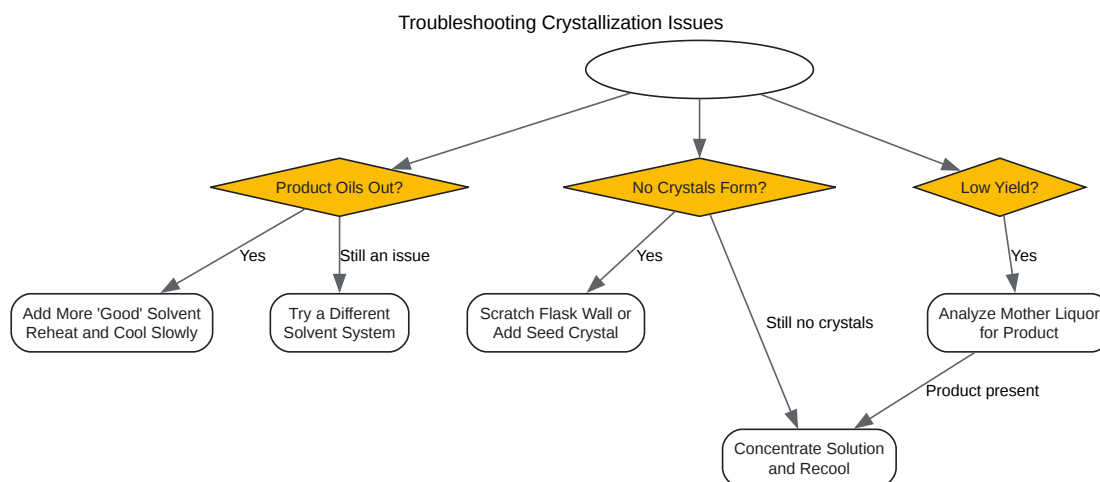 Troubleshooting Crystallization Issues
Product Oils Out?
No Crystals Form?
Low Yield?
Yes
Still an issue
Yes
Yes
Add More 'Good' Solvent
Reheat and Cool Slowly
Try a Different
Solvent System
Scratch Flask Wall or
Add Seed Crystal
Still no crystals
Analyze Mother Liquor
for Product
Product present
Concentrate Solution
and Recool